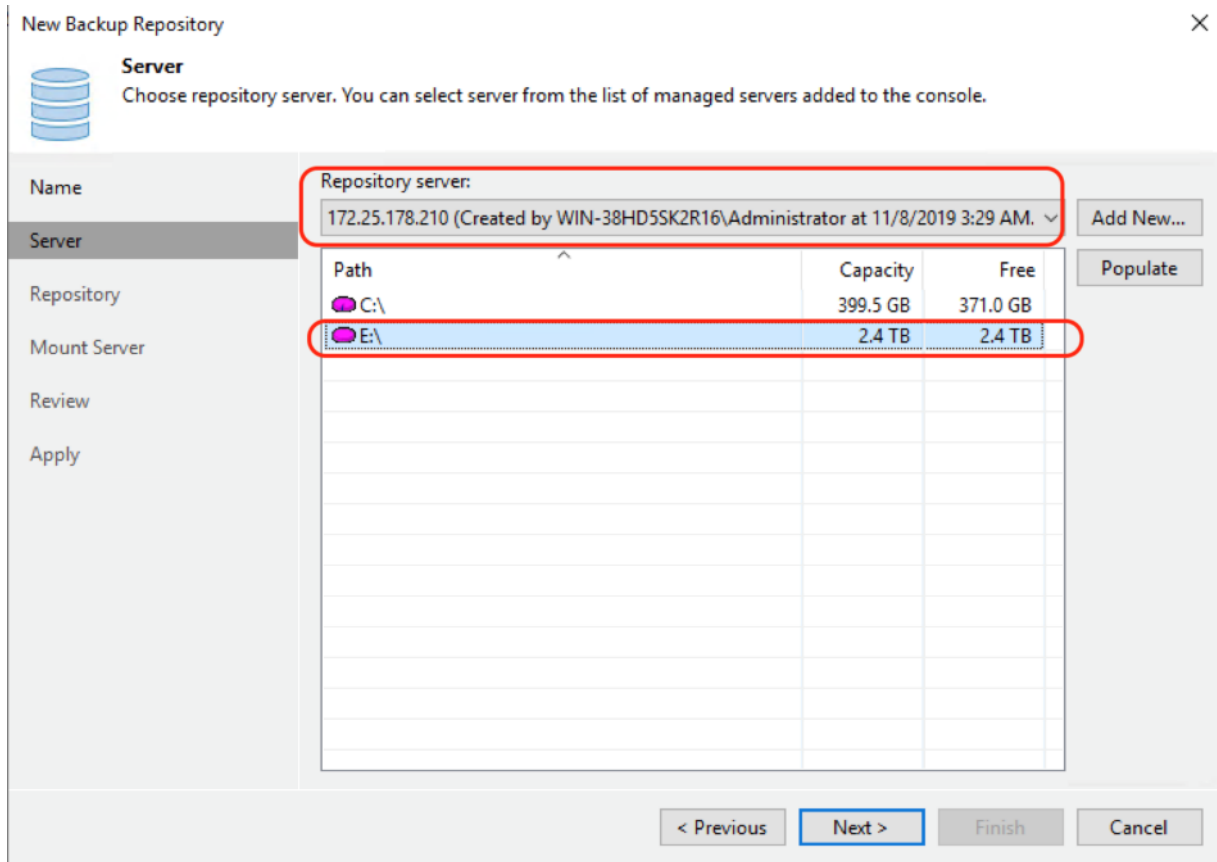 New Backup Repository
Server
Choose repository server. You can select server from the list of managed servers added to the console.
Name
Server
Repository
Mount Server
Review
Apply
Repository server:
172.25.178.210 (Created by WIN-38HD5SK2R16\Administrator at 11/8/2019 3:29 AM.
Add New...
Populate
Path Capacity Free
C:\ 399.5 GB 371.0 GB
E:\ 2.4 TB 2.4 TB
< Previous Next > Finish Cancel